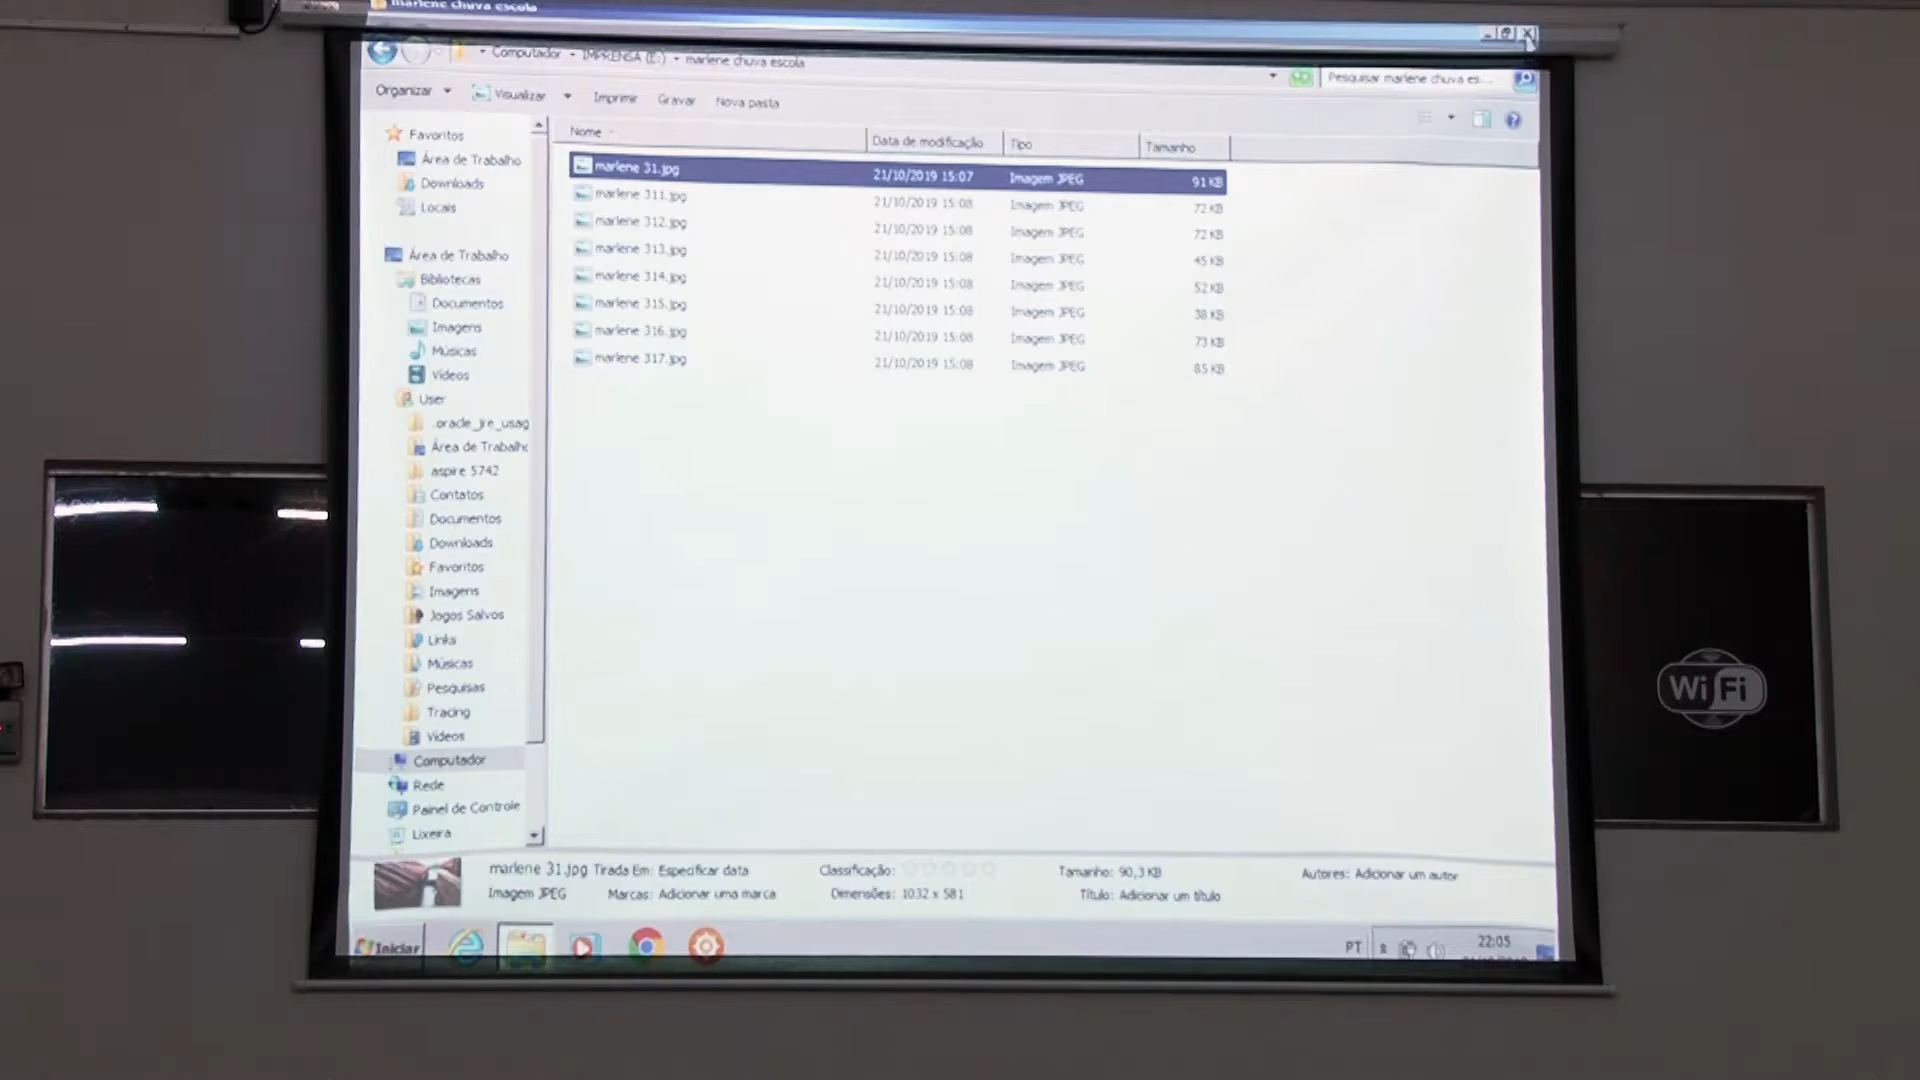 marlene chuva escola
Computador IMPRENSA (E:) marlene chuva escola
Pesquisar marlene chuva es...
Organizar Visualizar Imprimir Gravar Nova pasta
Nome Data de modificação Tipo Tamanho
marlene 31.jpg 21/10/2019 15:07 Imagem JPEG 91 KB
marlene 311.jpg 21/10/2019 15:08 Imagem JPEG 72 KB
marlene 312.jpg 21/10/2019 15:08 Imagem JPEG 72 KB
marlene 313.jpg 21/10/2019 15:08 Imagem JPEG 45 KB
marlene 314.jpg 21/10/2019 15:08 Imagem JPEG 52 KB
marlene 315.jpg 21/10/2019 15:08 Imagem JPEG 38 KB
marlene 316.jpg 21/10/2019 15:08 Imagem JPEG 73 KB
marlene 317.jpg 21/10/2019 15:08 Imagem JPEG 85 KB
Favoritos
Área de Trabalho
Downloads
Locais
Área de Trabalho
Bibliotecas
Documentos
Imagens
Músicas
Vídeos
User
.oracle_jre_usag
Área de Trabalho
aspire 5742
Contatos
Documentos
Downloads
Favoritos
Imagens
Jogos Salvos
Links
Músicas
Pesquisas
Tracing
Vídeos
Computador
Rede
Painel de Controle
Lixeira
marlene 31.jpg Tirada Em: Especificar data Classificação: Tamanho: 90,3 KB Autores: Adicionar um autor
Imagem JPEG Marcas: Adicionar uma marca Dimensões: 1032 x 581 Título: Adicionar um título
Iniciar PT 22:05
Wi Fi